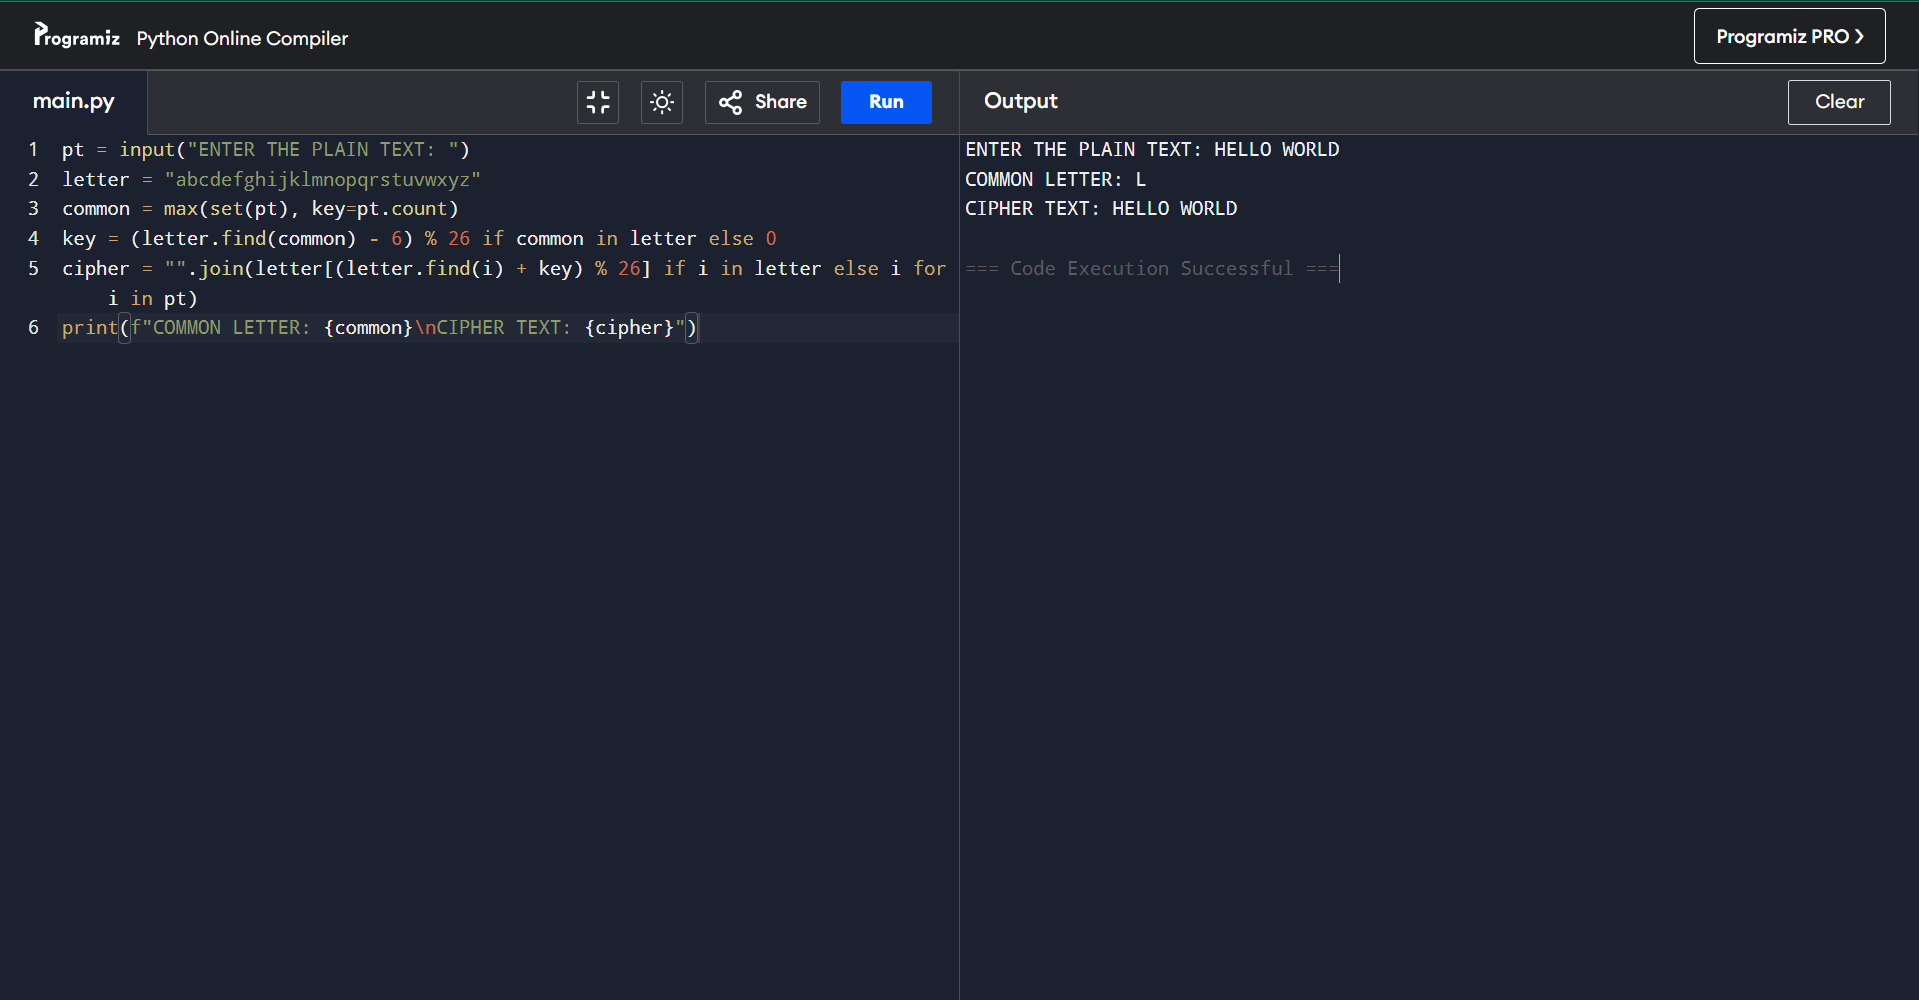 Programiz Python Online Compiler
Programiz PRO ❯
main.py
Share
Run
1 pt = input("ENTER THE PLAIN TEXT: ")
2 letter = "abcdefghijklmnopqrstuvwxyz"
3 common = max(set(pt), key=pt.count)
4 key = (letter.find(common) - 6) % 26 if common in letter else 0
5 cipher = "".join(letter[(letter.find(i) + key) % 26] if i in letter else i for
i in pt)
6 print(f"COMMON LETTER: {common}\nCIPHER TEXT: {cipher}")
Output
Clear
ENTER THE PLAIN TEXT: HELLO WORLD
COMMON LETTER: L
CIPHER TEXT: HELLO WORLD
=== Code Execution Successful ===